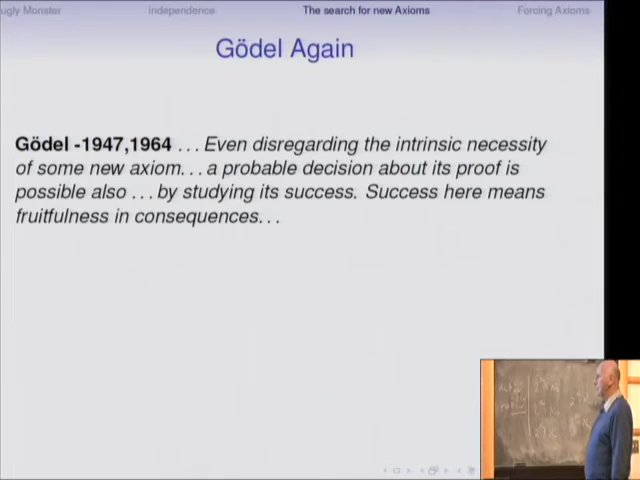 ugly Monster independence The search for new Axioms Forcing Axioms
Gödel Again
Gödel -1947,1964 ... Even disregarding the intrinsic necessity
of some new axiom... a probable decision about its proof is
possible also ... by studying its success. Success here means
fruitfulness in consequences...